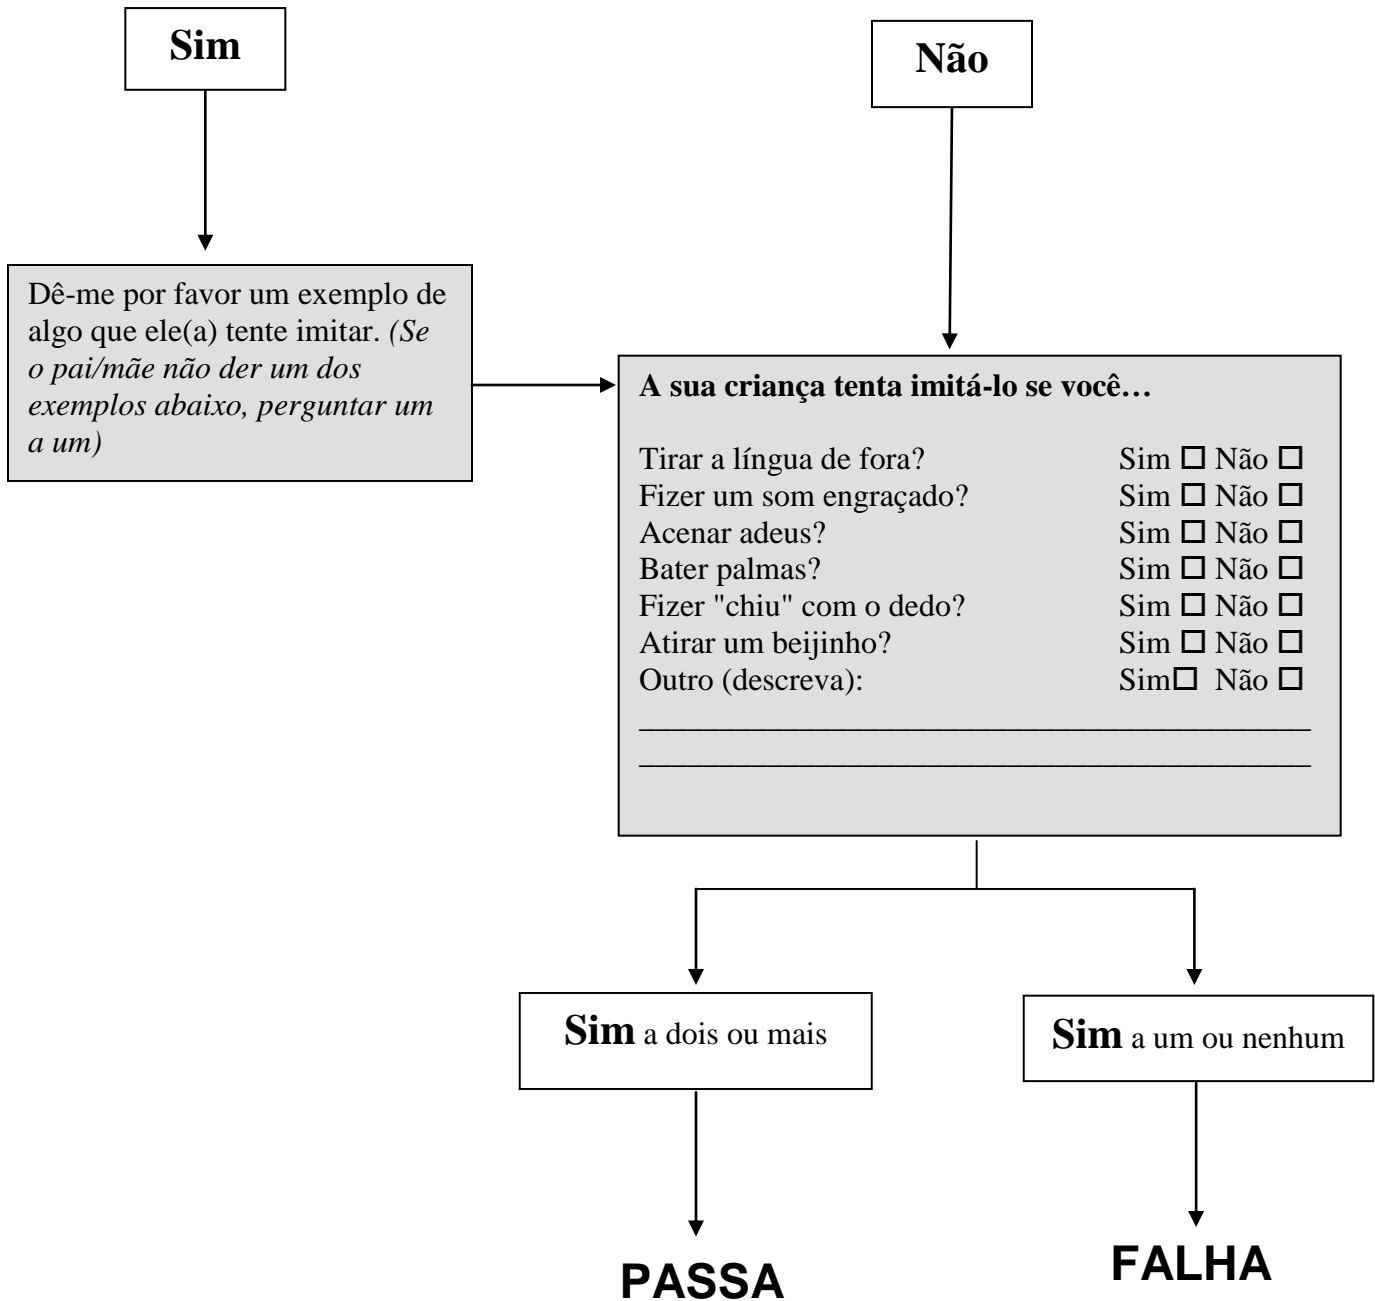 Sim
Não
Dê-me por favor um exemplo de
algo que ele(a) tente imitar. (Se
o pai/mãe não der um dos
exemplos abaixo, perguntar um
a um)
A sua criança tenta imitá-lo se você…
Tirar a língua de fora? Sim ☐ Não ☐
Fizer um som engraçado? Sim ☐ Não ☐
Acenar adeus? Sim ☐ Não ☐
Bater palmas? Sim ☐ Não ☐
Fizer "chiu" com o dedo? Sim ☐ Não ☐
Atirar um beijinho? Sim ☐ Não ☐
Outro (descreva): Sim☐ Não ☐
__________________________________________
__________________________________________
Sim a dois ou mais
Sim a um ou nenhum
PASSA
FALHA